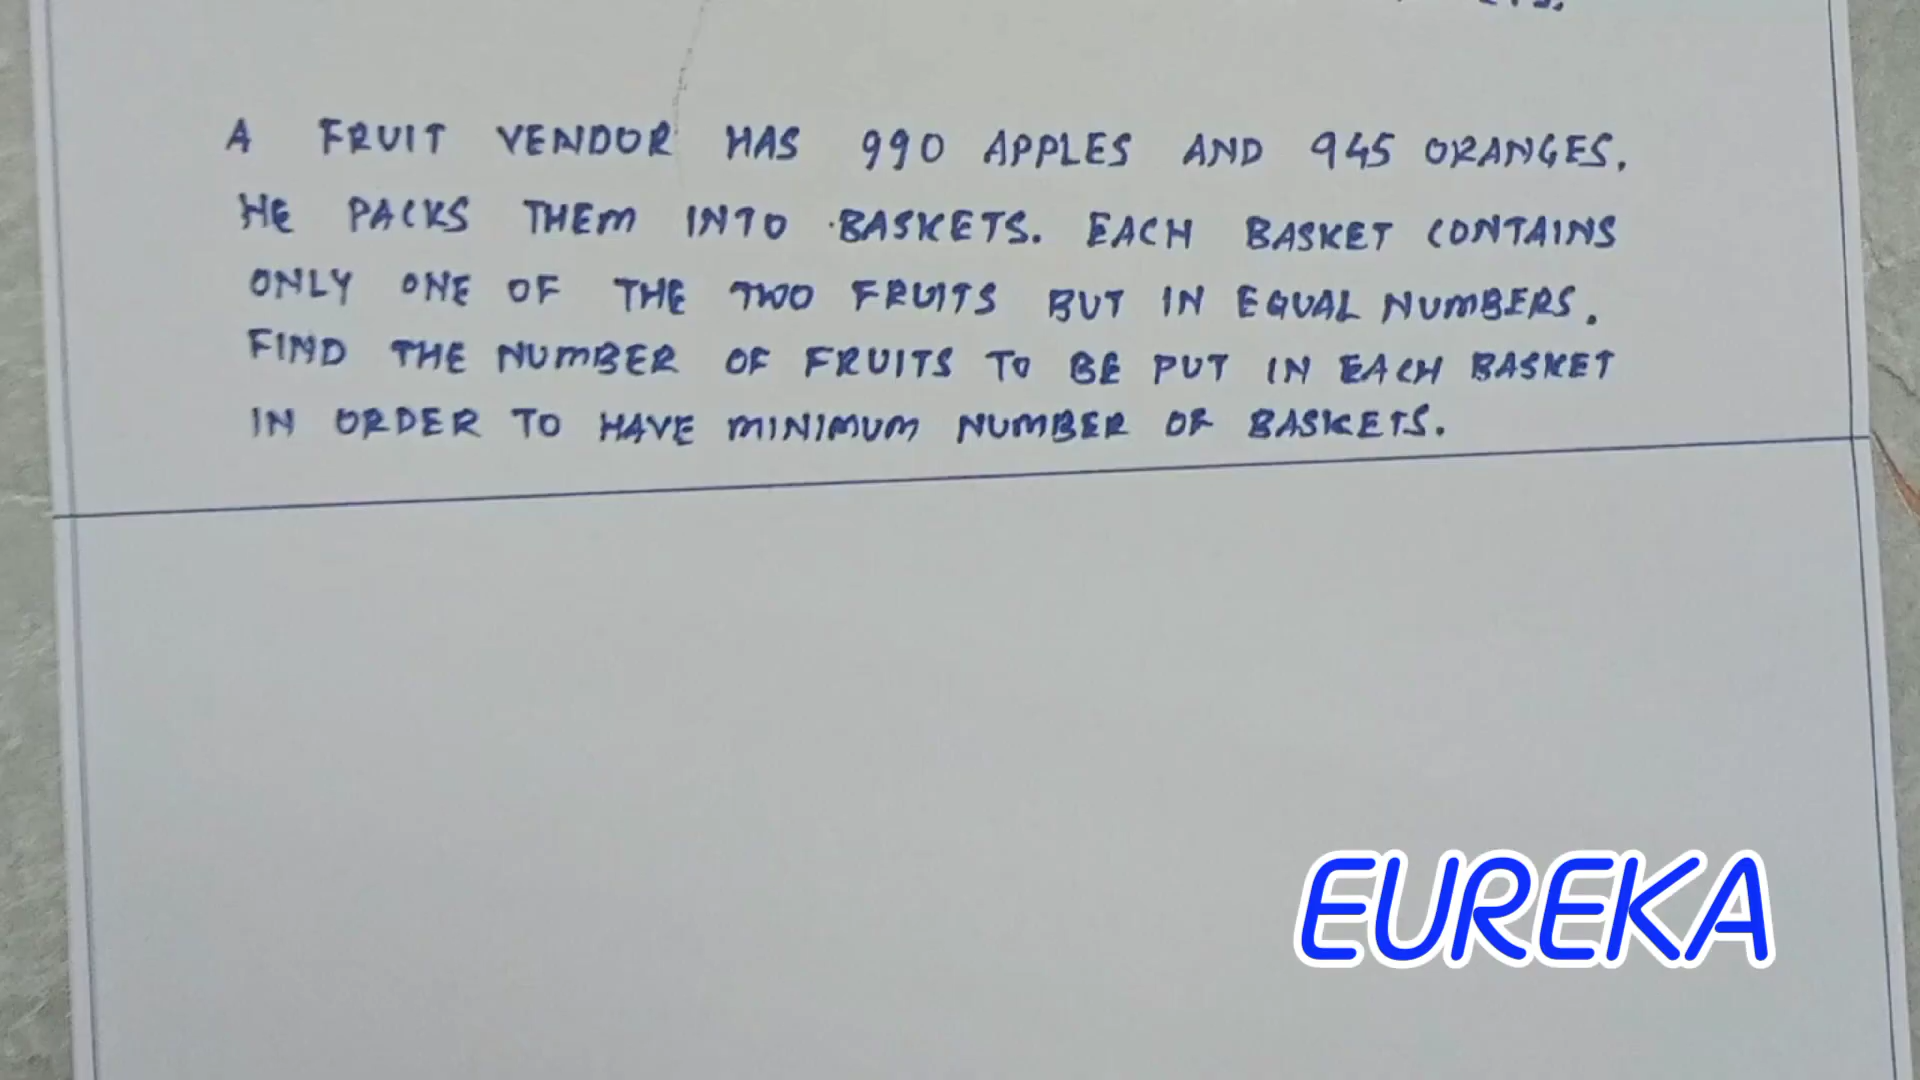 A FRUIT VENDOR HAS 990 APPLES AND 945 ORANGES.
HE PACKS THEM INTO BASKETS. EACH BASKET CONTAINS
ONLY ONE OF THE TWO FRUITS BUT IN EQUAL NUMBERS.
FIND THE NUMBER OF FRUITS TO BE PUT IN EACH BASKET
IN ORDER TO HAVE MINIMUM NUMBER OF BASKETS.
EUREKA